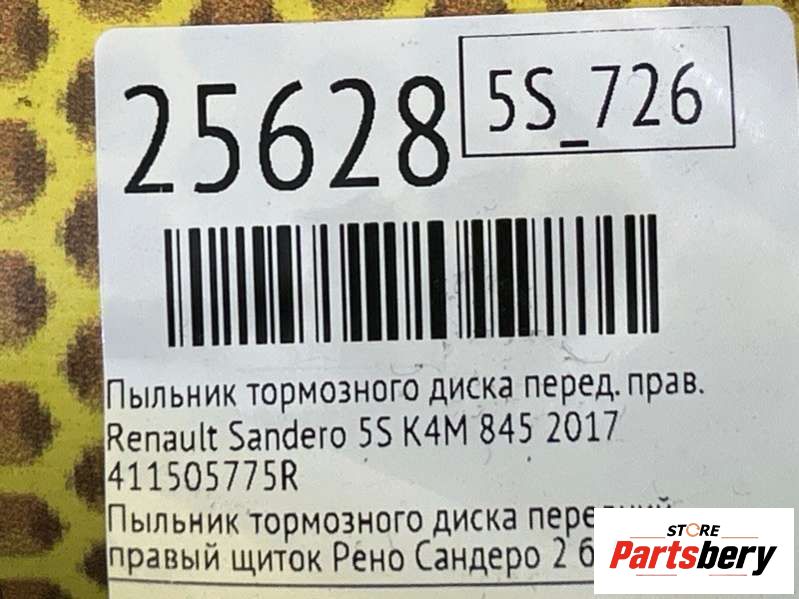 25628
5S_726
Пыльник тормозного диска перед. прав.
Renault Sandero 5S K4M 845 2017
411505775R
Пыльник тормозного диска передний
правый щиток Рено Сандеро 2 б
STORE
Partsbery